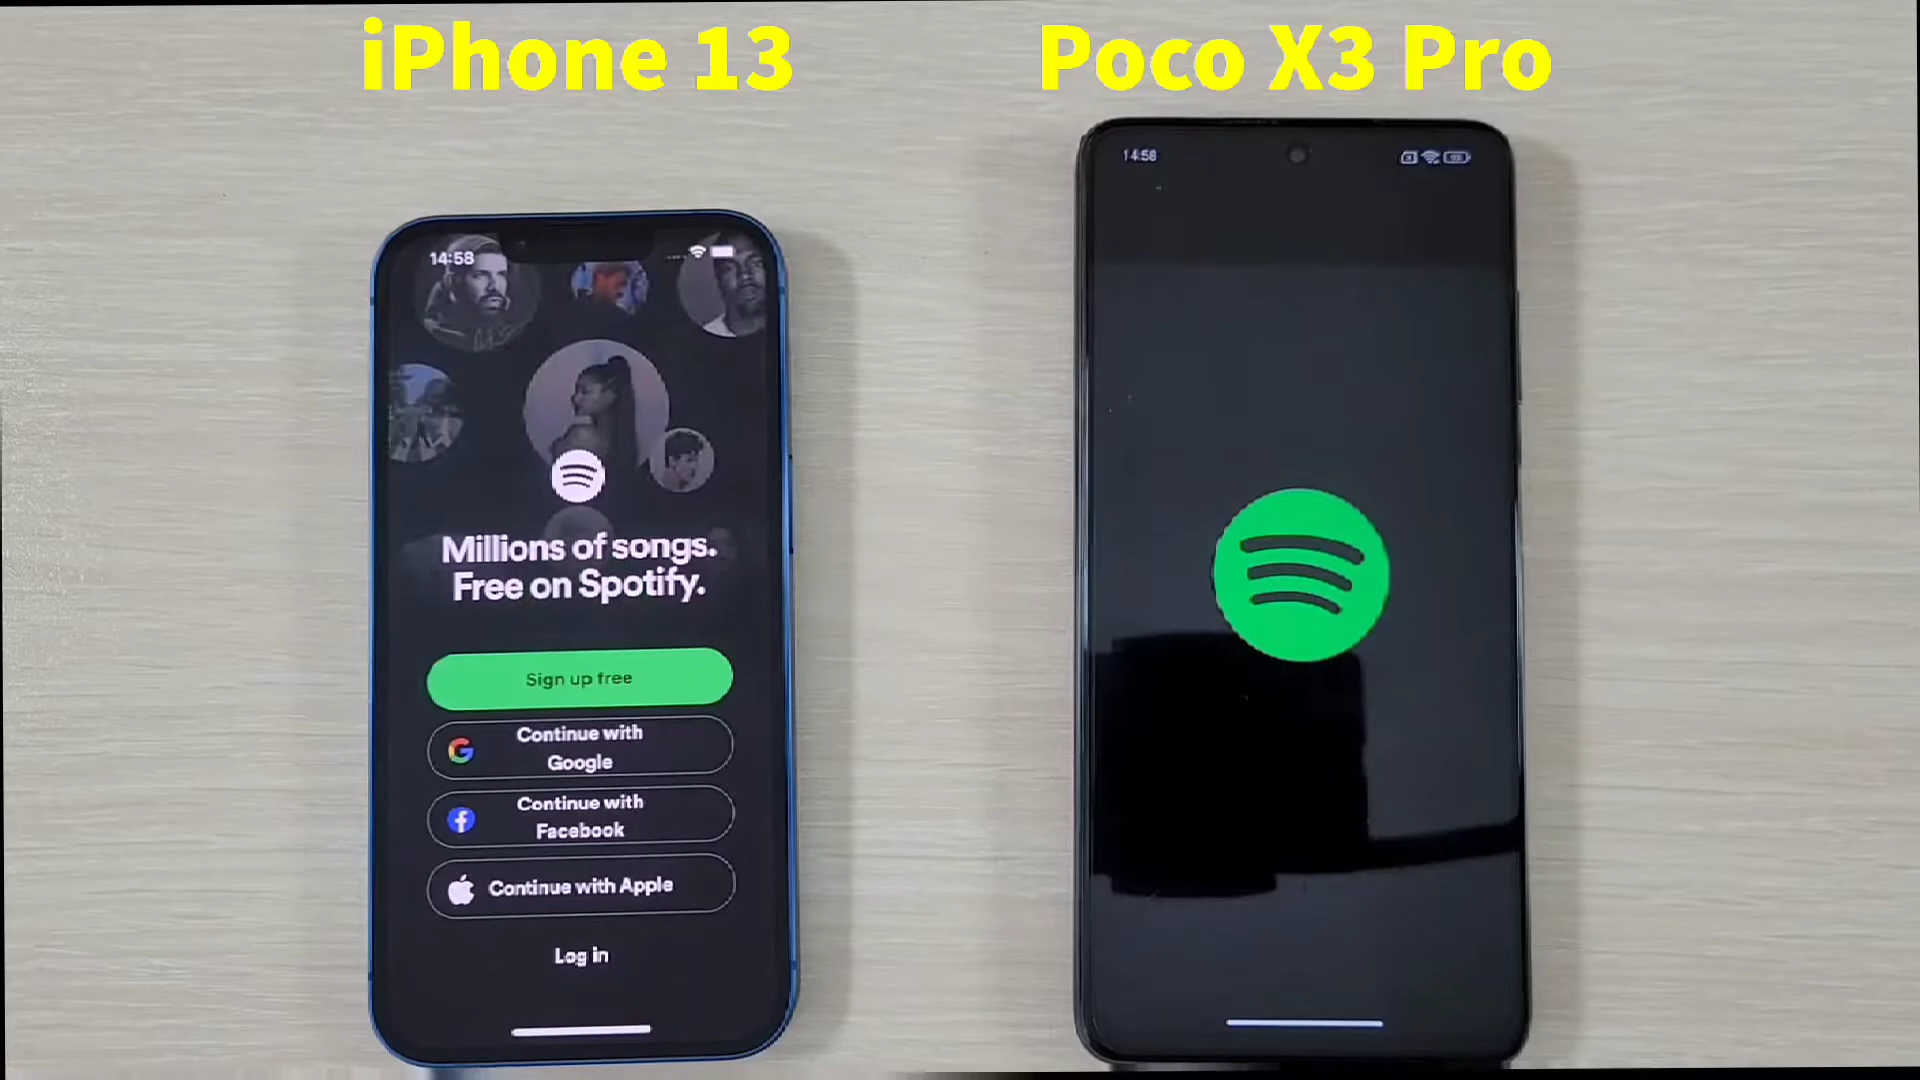 iPhone 13
Poco X3 Pro
14:58
14:58
Millions of songs.
Free on Spotify.
Sign up free
Continue with
Google
Continue with
Facebook
Continue with Apple
Log in